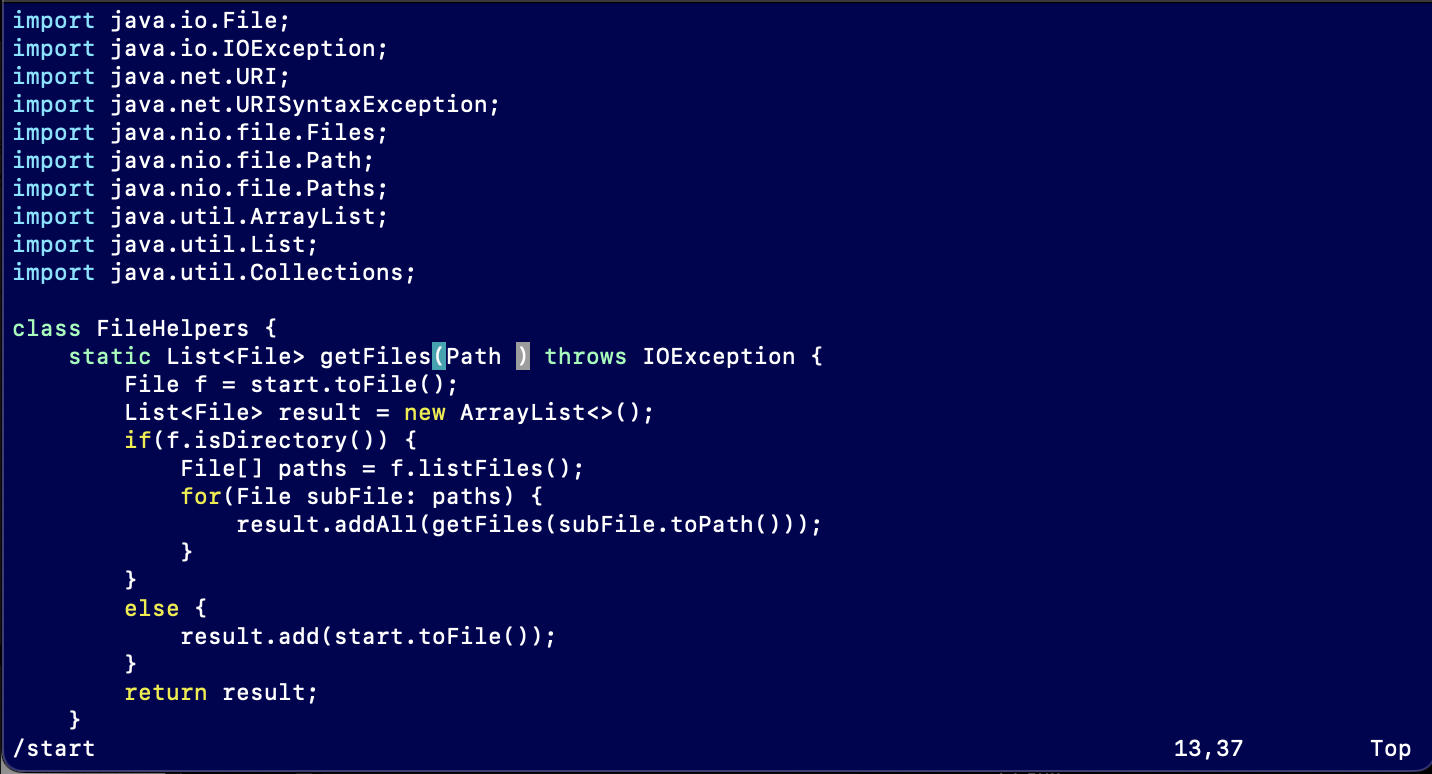 import java.io.File;
import java.io.IOException;
import java.net.URI;
import java.net.URISyntaxException;
import java.nio.file.Files;
import java.nio.file.Path;
import java.nio.file.Paths;
import java.util.ArrayList;
import java.util.List;
import java.util.Collections;

class FileHelpers {
    static List<File> getFiles(Path ) throws IOException {
        File f = start.toFile();
        List<File> result = new ArrayList<>();
        if(f.isDirectory()) {
            File[] paths = f.listFiles();
            for(File subFile: paths) {
                result.addAll(getFiles(subFile.toPath()));
            }
        }
        else {
            result.add(start.toFile());
        }
        return result;
    }
/start 13,37 Top